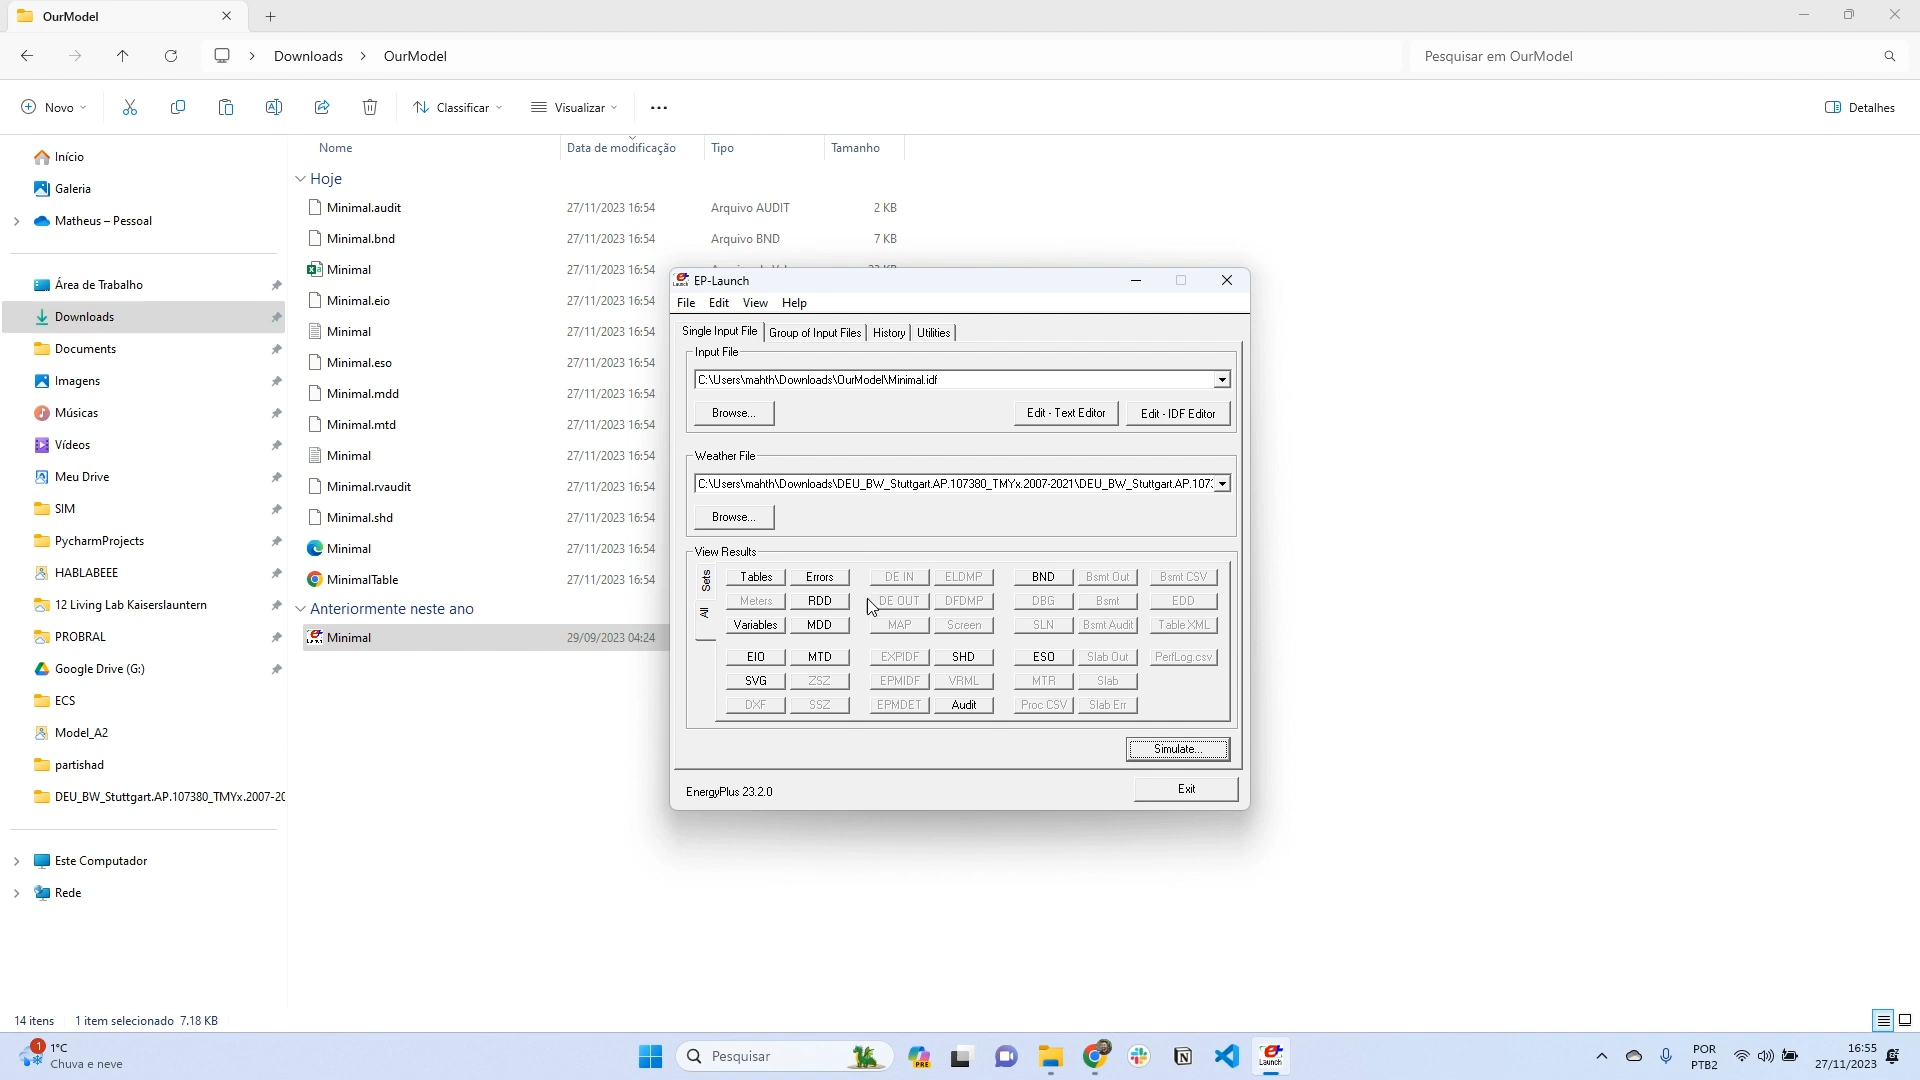 OurModel
Downloads
OurModel
Pesquisar em OurModel
Novo
Classificar
Visualizar
Detalhes
Início
Galeria
Matheus – Pessoal
Área de Trabalho
Downloads
Documents
Imagens
Músicas
Vídeos
Meu Drive
SIM
PycharmProjects
HABLABEEE
12 Living Lab Kaiserslauntern
PROBRAL
Google Drive (G:)
ECS
Model_A2
partishad
DEU_BW_Stuttgart.AP.107380_TMYx.2007-20
Este Computador
Rede
Nome Data de modificação Tipo Tamanho
Hoje
Minimal.audit 27/11/2023 16:54 Arquivo AUDIT 2 KB
Minimal.bnd 27/11/2023 16:54 Arquivo BND 7 KB
Minimal 27/11/2023 16:54
Minimal.eio 27/11/2023 16:54
Minimal 27/11/2023 16:54
Minimal.eso 27/11/2023 16:54
Minimal.mdd 27/11/2023 16:54
Minimal.mtd 27/11/2023 16:54
Minimal 27/11/2023 16:54
Minimal.rvaudit 27/11/2023 16:54
Minimal.shd 27/11/2023 16:54
Minimal 27/11/2023 16:54
MinimalTable 27/11/2023 16:54
Anteriormente neste ano
Minimal 29/09/2023 04:24
EP-Launch
File Edit View Help
Single Input File Group of Input Files History Utilities
Input File
C:\Users\mahth\Downloads\OurModel\Minimal.idf
Browse... Edit - Text Editor Edit - IDF Editor
Weather File
C:\Users\mahth\Downloads\DEU_BW_Stuttgart.AP.107380_TMYx.2007-2021\DEU_BW_Stuttgart.AP.107:
Browse...
View Results
Sets
All
Tables Errors DE IN ELDMP BND Bsmt Out Bsmt CSV
Meters RDD DE OUT DFDMP DBG Bsmt EDD
Variables MDD MAP Screen SLN Bsmt Audit Table XML
EIO MTD EXPIDF SHD ESO Slab Out PerfLog.csv
SVG ZSZ EPMIDF VRML MTR Slab
DXF SSZ EPMDET Audit Proc CSV Slab Err
Simulate...
EnergyPlus 23.2.0 Exit
14 itens 1 item selecionado 7.18 KB
1
1°C
Chuva e neve
Pesquisar
PRE
Launch
POR
PTB2
16:55
27/11/2023